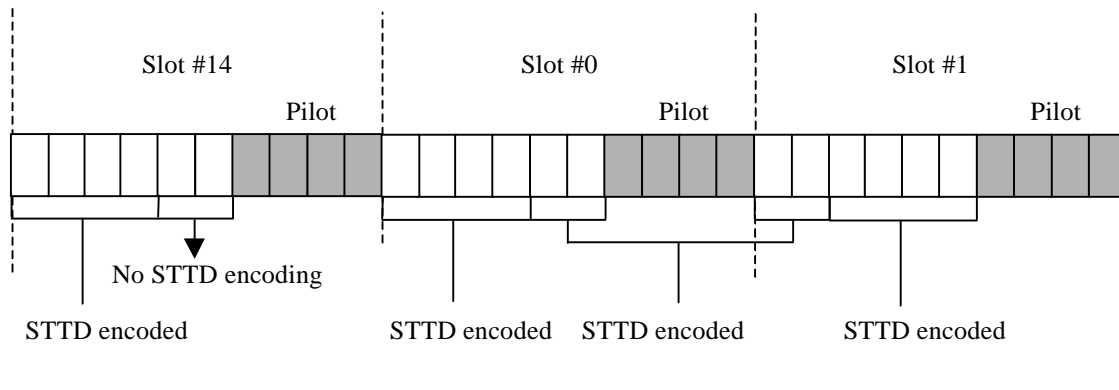 Slot #14
Slot #0
Slot #1
Pilot
Pilot
Pilot
No STTD encoding
STTD encoded
STTD encoded
STTD encoded
STTD encoded